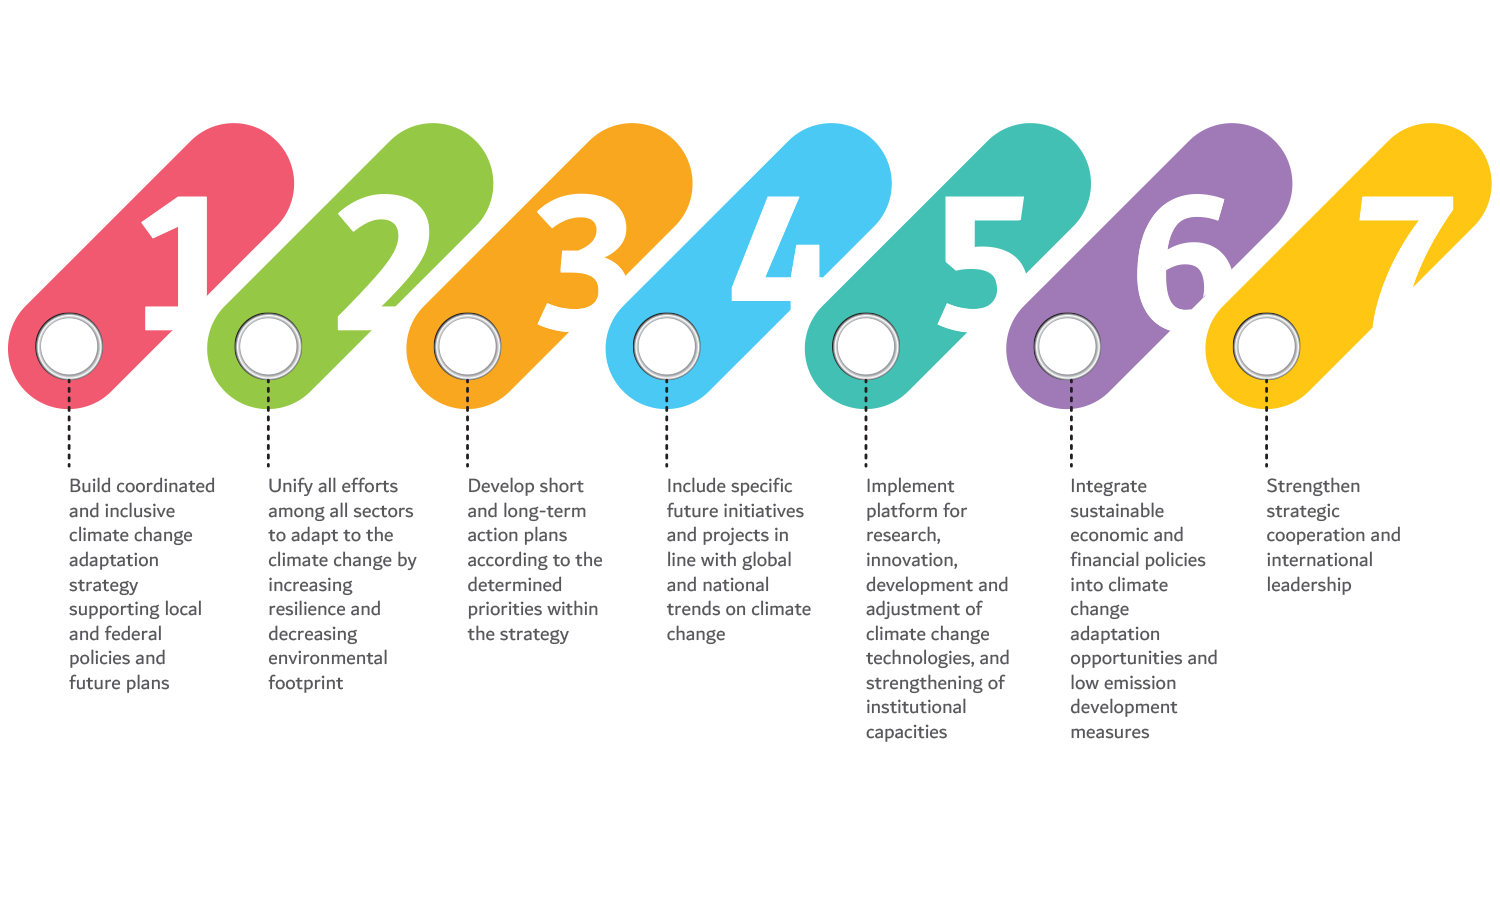 1
2
3
4
5
6
7
Build coordinated
and inclusive
climate change
adaptation
strategy
supporting local
and federal
policies and
future plans
Unify all efforts
among all sectors
to adapt to the
climate change by
increasing
resilience and
decreasing
environmental
footprint
Develop short
and long-term
action plans
according to the
determined
priorities within
the strategy
Include specific
future initiatives
and projects in
line with global
and national
trends on climate
change
Implement
platform for
research,
innovation,
development and
adjustment of
climate change
technologies, and
strengthening of
institutional
capacities
Integrate
sustainable
economic and
financial policies
into climate
change
adaptation
opportunities and
low emission
development
measures
Strengthen
strategic
cooperation and
international
leadership